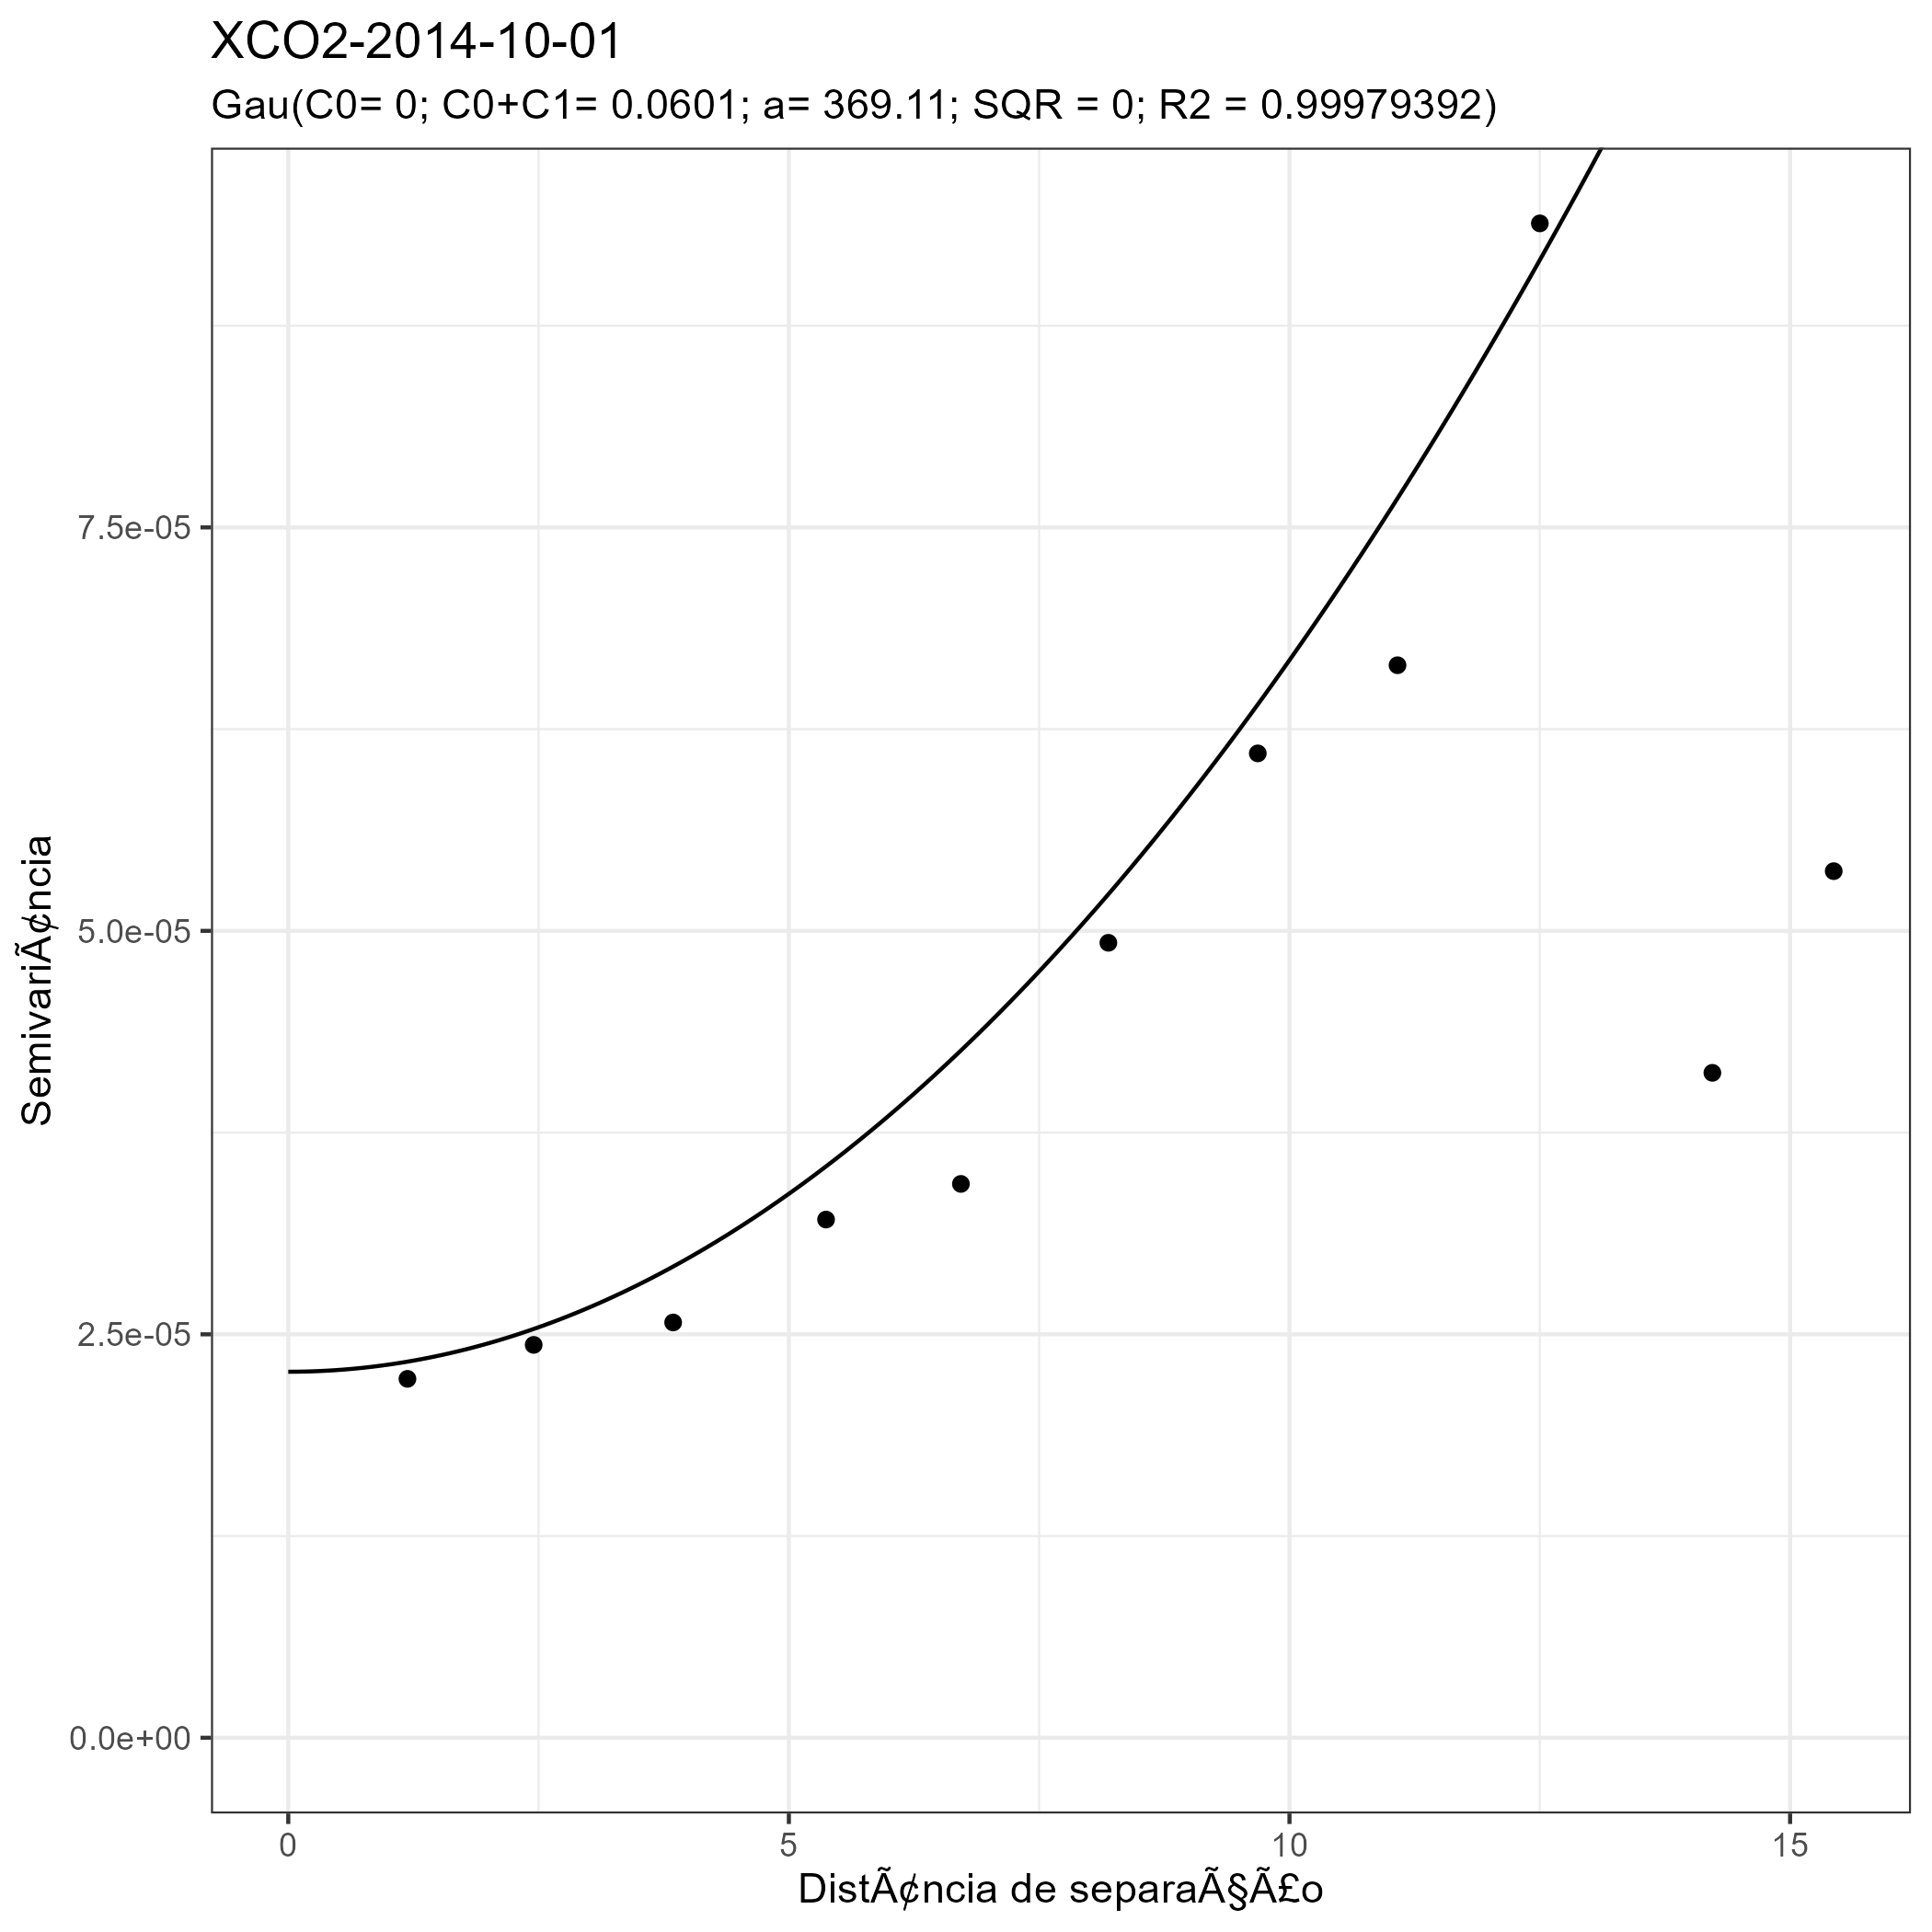 XCO2-2014-10-01
Gau(C0= 0; C0+C1= 0.0601; a= 369.11; SQR = 0; R2 = 0.99979392)
SemivariÃ¢ncia
7.5e-05
5.0e-05
2.5e-05
0.0e+00
0 5 10 15
DistÃ¢ncia de separaÃ§Ã£o